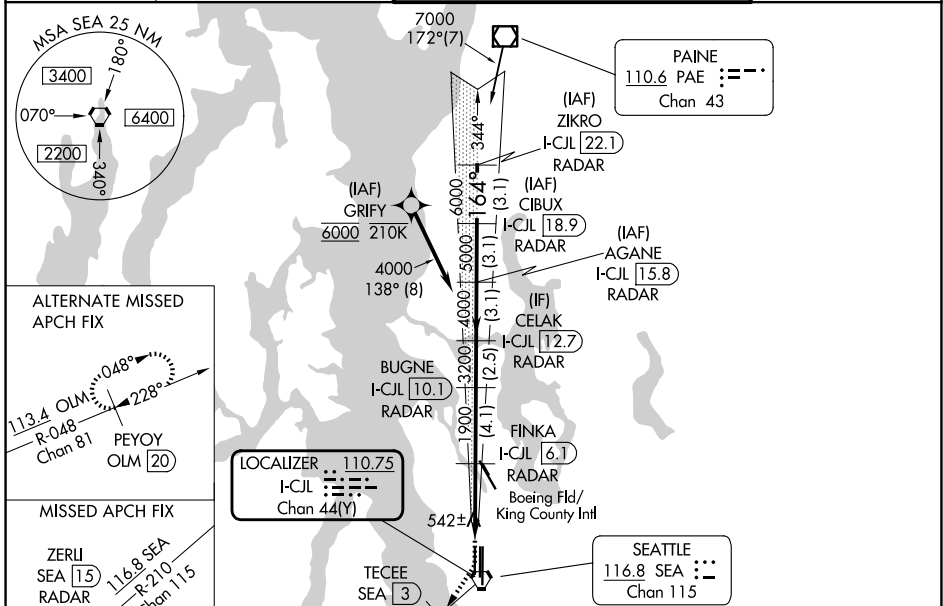 MSA SEA 25 NM
180°
3400
070°
6400
2200
340°
7000
172°(7)
PAINE
110.6 PAE
Chan 43
344°
(IAF)
ZIKRO
I-CJL 22.1
RADAR
6000
164°
(3.1)
(IAF)
GRIFY
6000 210K
(IAF)
CIBUX
I-CJL 18.9
RADAR
5000
(3.1)
4000
138° (8)
(IAF)
AGANE
I-CJL 15.8
RADAR
4000
(3.1)
(IF)
CELAK
I-CJL 12.7
RADAR
3200
(2.5)
BUGNE
I-CJL 10.1
RADAR
1900
(4.1)
FINKA
I-CJL 6.1
RADAR
Boeing Fld/
King County Intl
ALTERNATE MISSED
APCH FIX
048°
228°
113.4 OLM
R-048
Chan 81
PEYOY
OLM 20
LOCALIZER 110.75
I-CJL
Chan 44(Y)
542±
MISSED APCH FIX
ZERLI
SEA 15
RADAR
116.8 SEA
R-210
Chan 115
TECEE
SEA 3
SEATTLE
116.8 SEA
Chan 115